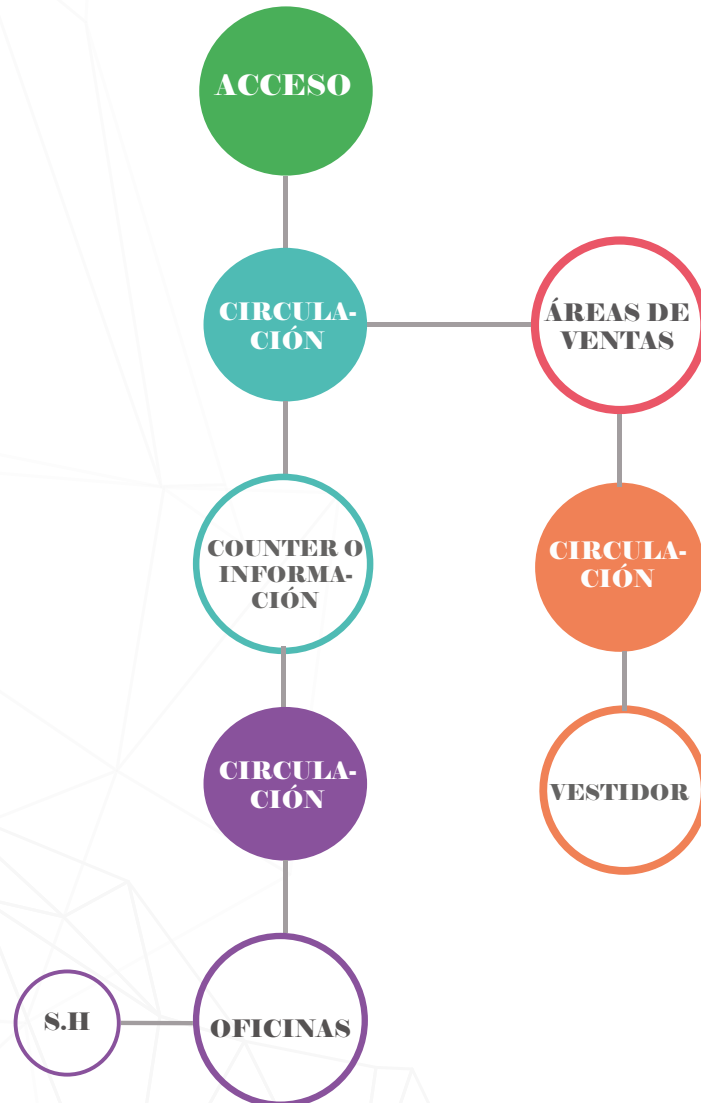 ACCESO
CIRCULA-
CIÓN
ÁREAS DE
VENTAS
COUNTER O
INFORMA-
CIÓN
CIRCULA-
CIÓN
CIRCULA-
CIÓN
VESTIDOR
S.H
OFICINAS